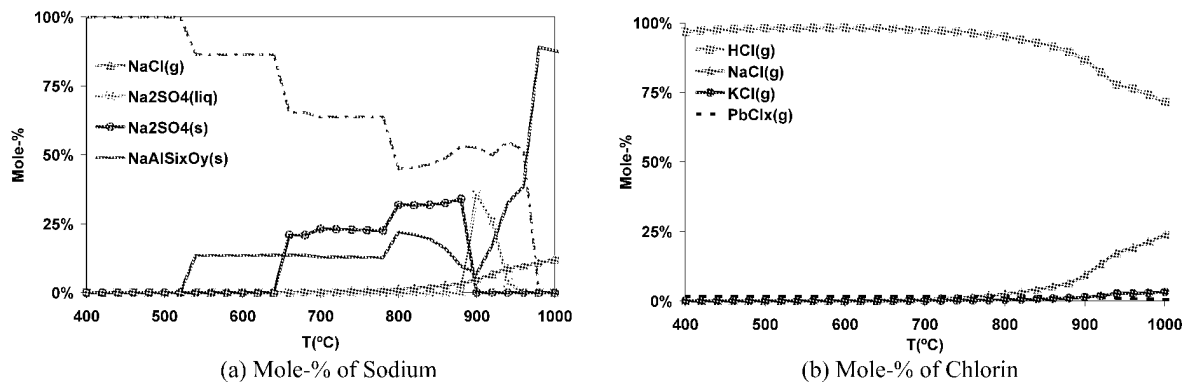 100%
75%
50%
25%
0%
Mole-%
NaCl(g)
Na2SO4(liq)
Na2SO4(s)
NaAlSixOy(s)
400 500 600 700 800 900 1000
T(ºC)
(a) Mole-% of Sodium
100%
75%
50%
25%
0%
Mole-%
HCl(g)
NaCl(g)
KCl(g)
PbClx(g)
400 500 600 700 800 900 1000
T(ºC)
(b) Mole-% of Chlorin